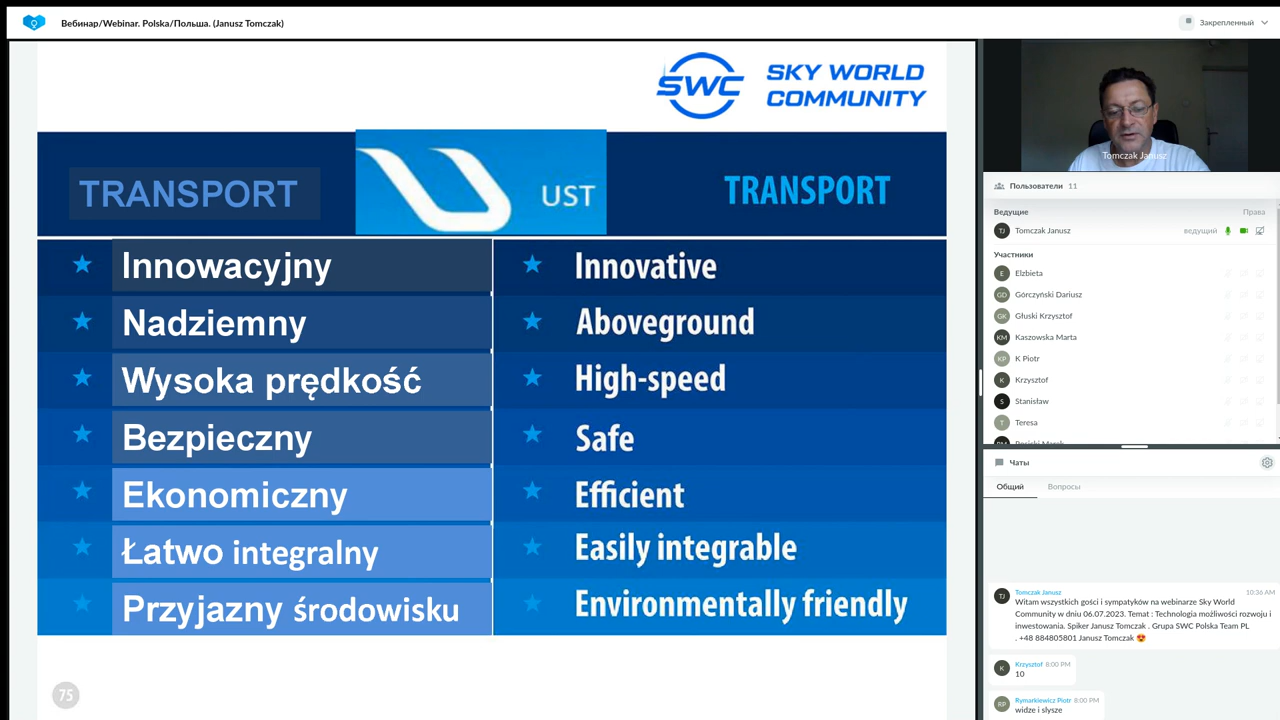 Вебинар/Webinar. Polska/Польша. (Janusz Tomczak)
Закрепленный
SWC SKY WORLD
COMMUNITY
TRANSPORT
UST
TRANSPORT
Innowacyjny
Innovative
Nadziemny
Aboveground
Wysoka prędkość
High-speed
Bezpieczny
Safe
Ekonomiczny
Efficient
Łatwo integralny
Easily integrable
Przyjazny środowisku
Environmentally friendly
75
Tomczak Janusz
Пользователи 11
Ведущие Права
TJ Tomczak Janusz ведущий
Участники
E Elzbieta
GD Górczyński Dariusz
GK Głuski Krzysztof
KM Kaszowska Marta
KP K Piotr
K Krzysztof
S Stanisław
T Teresa
Чаты
Общий Вопросы
TJ Tomczak Janusz 10:36 AM
Witam wszystkich gości i sympatyków na webinarze Sky World
Community w dniu 06.07.2023. Temat : Technologia możliwości rozwoju i
inwestowania. Spiker Janusz Tomczak . Grupa SWC Polska Team PL
. +48 884805801 Janusz Tomczak 😍
K Krzysztof 8:00 PM
10
RP Rymarkiewicz Piotr 8:00 PM
widze i slysze